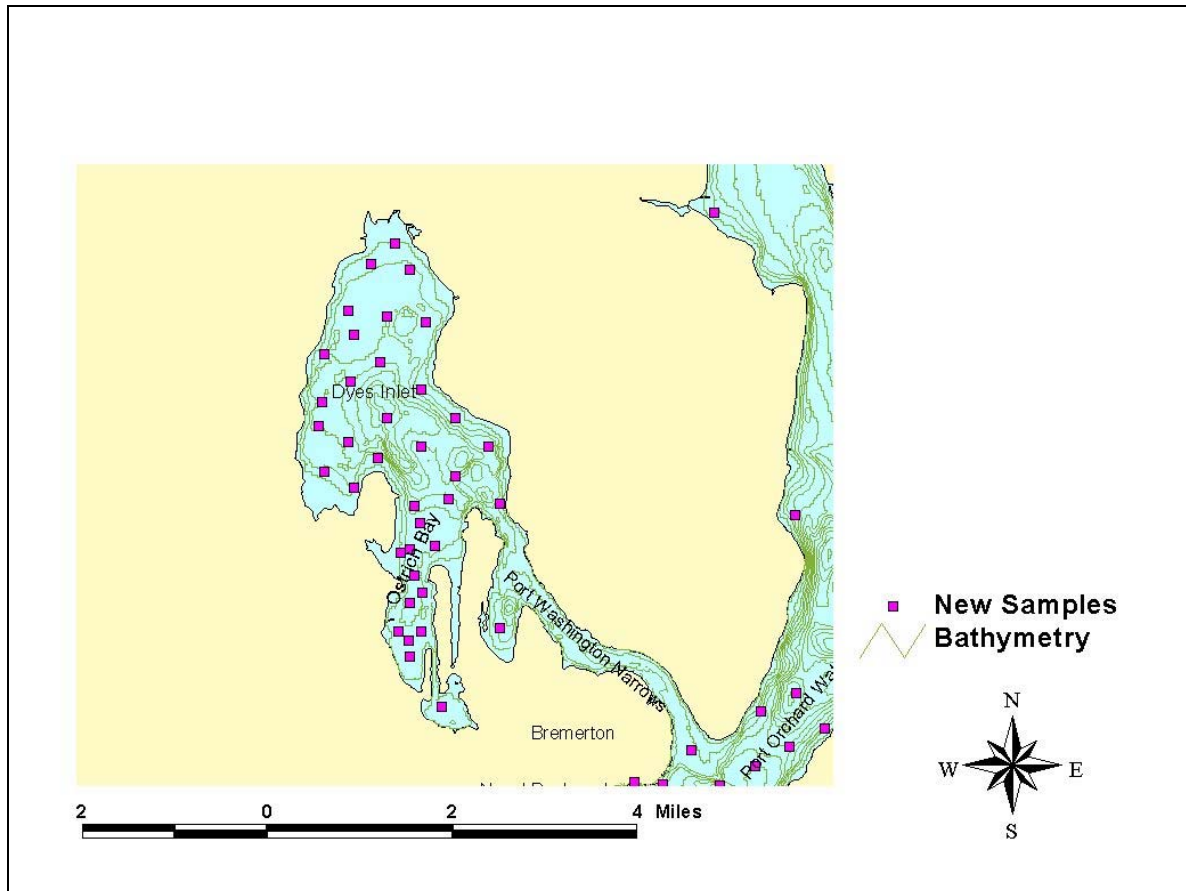 Dyes Inlet
Ostrich Bay
Port Washington Narrows
Bremerton
Port Orchard
New Samples
Bathymetry
N
W E
S
2 0 2 4 Miles